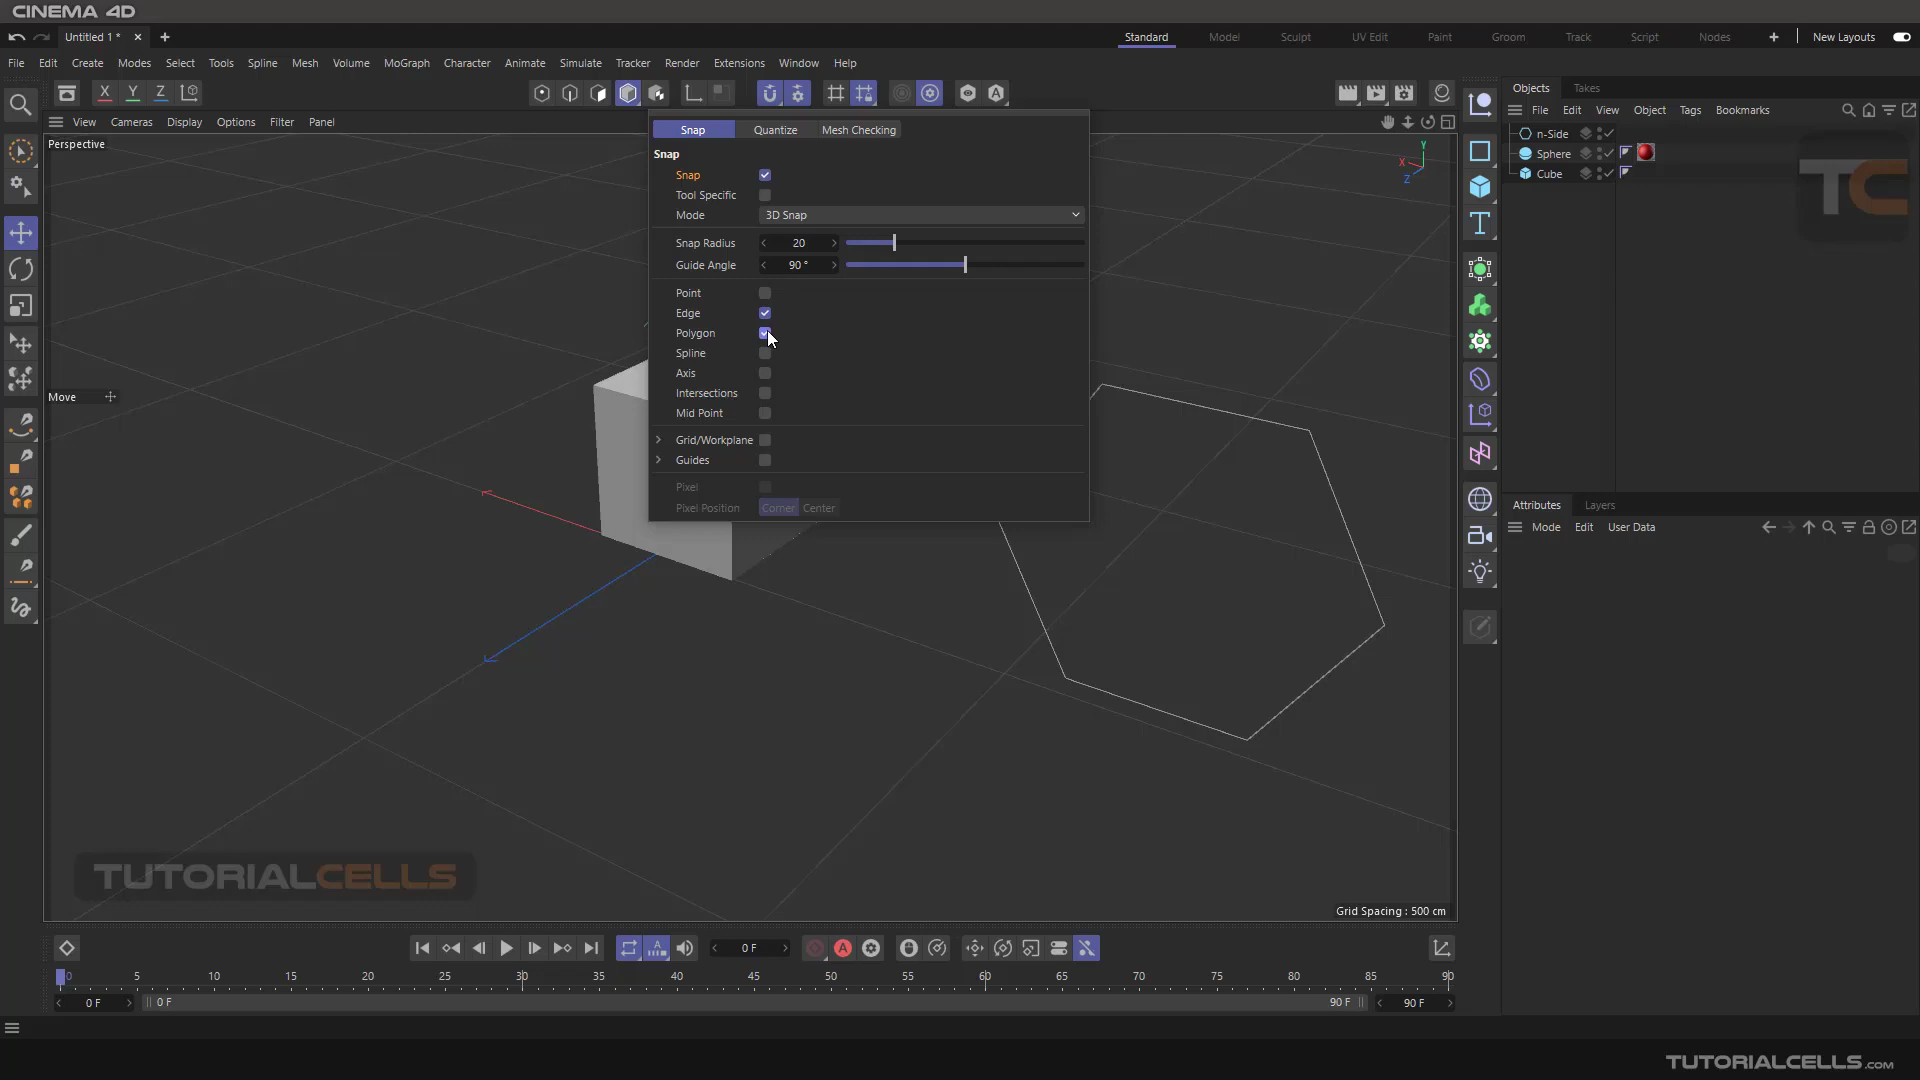 CINEMA 4D
Untitled 1 *
Standard
Model
Sculpt
UV Edit
Paint
Groom
Track
Script
Nodes
New Layouts
File Edit Create Modes Select Tools Spline Mesh Volume MoGraph Character Animate Simulate Tracker Render Extensions Window Help
X Y Z
View Cameras Display Options Filter Panel
Perspective
Snap Quantize Mesh Checking
Snap
Snap
Tool Specific
Mode 3D Snap
Snap Radius 20
Guide Angle 90 °
Point
Edge
Polygon
Spline
Axis
Intersections
Mid Point
Grid/Workplane
Guides
Pixel
Pixel Position Corner Center
Y
X
Z
Move
Grid Spacing : 500 cm
TUTORIALCELLS
Objects Takes
File Edit View Object Tags Bookmarks
n-Side
Sphere
Cube
TC
Attributes Layers
Mode Edit User Data
0 F
0 5 10 15 20 25 30 35 40 45 50 55 60 65 70 75 80 85 90
0 F 0 F 90 F 90 F
TUTORIALCELLS.com